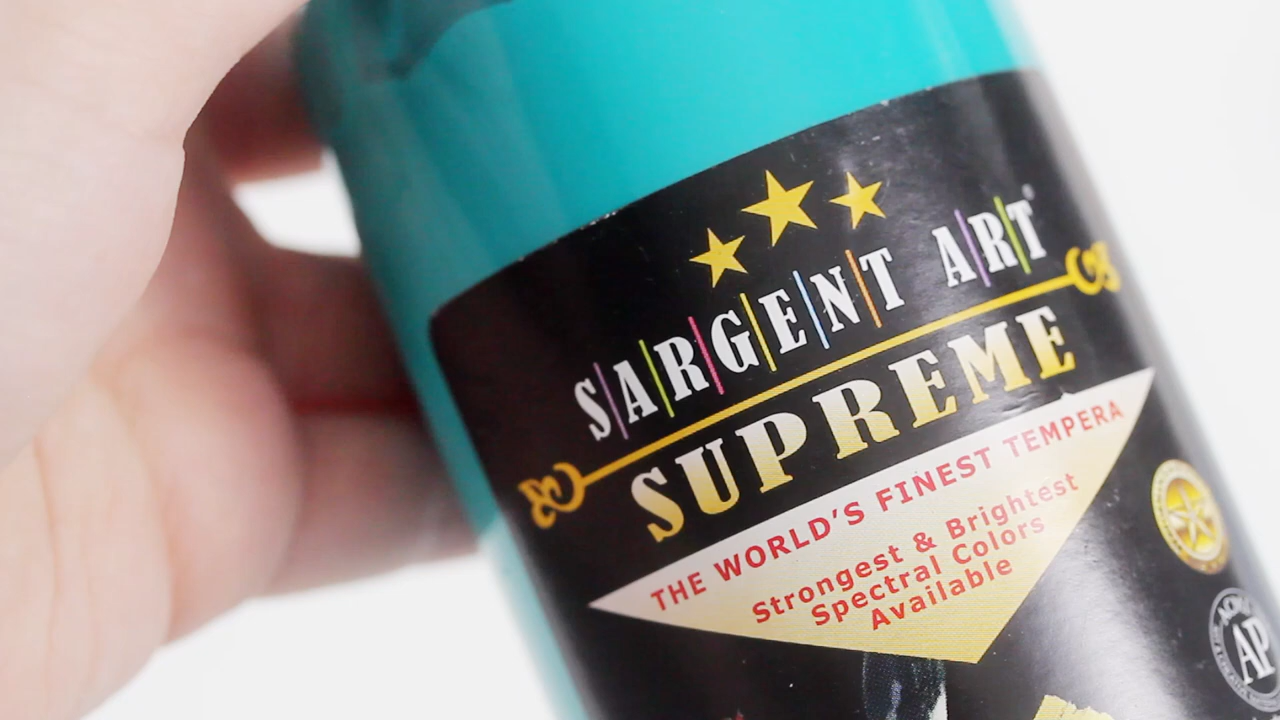 SARGENT ART®
SUPREME
THE WORLD'S FINEST TEMPERA
Strongest & Brightest
Spectral Colors
Available
AP